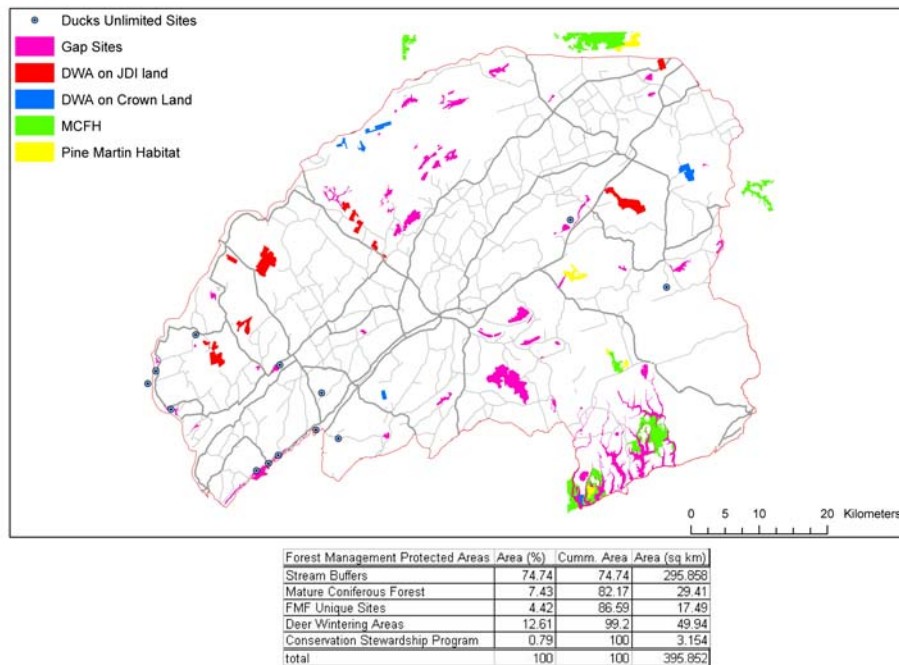 Ducks Unlimited Sites
Gap Sites
DWA on JDI land
DWA on Crown Land
MCFH
Pine Martin Habitat
0 5 10 20 Kilometers
Forest Management Protected Areas Area (%) Cumm. Area Area (sq km)
Stream Buffers 74.74 74.74 295.858
Mature Coniferous Forest 7.43 82.17 29.41
FMF Unique Sites 4.42 86.59 17.49
Deer Wintering Areas 12.61 99.2 49.94
Conservation Stewardship Program 0.79 100 3.154
total 100 100 395.852